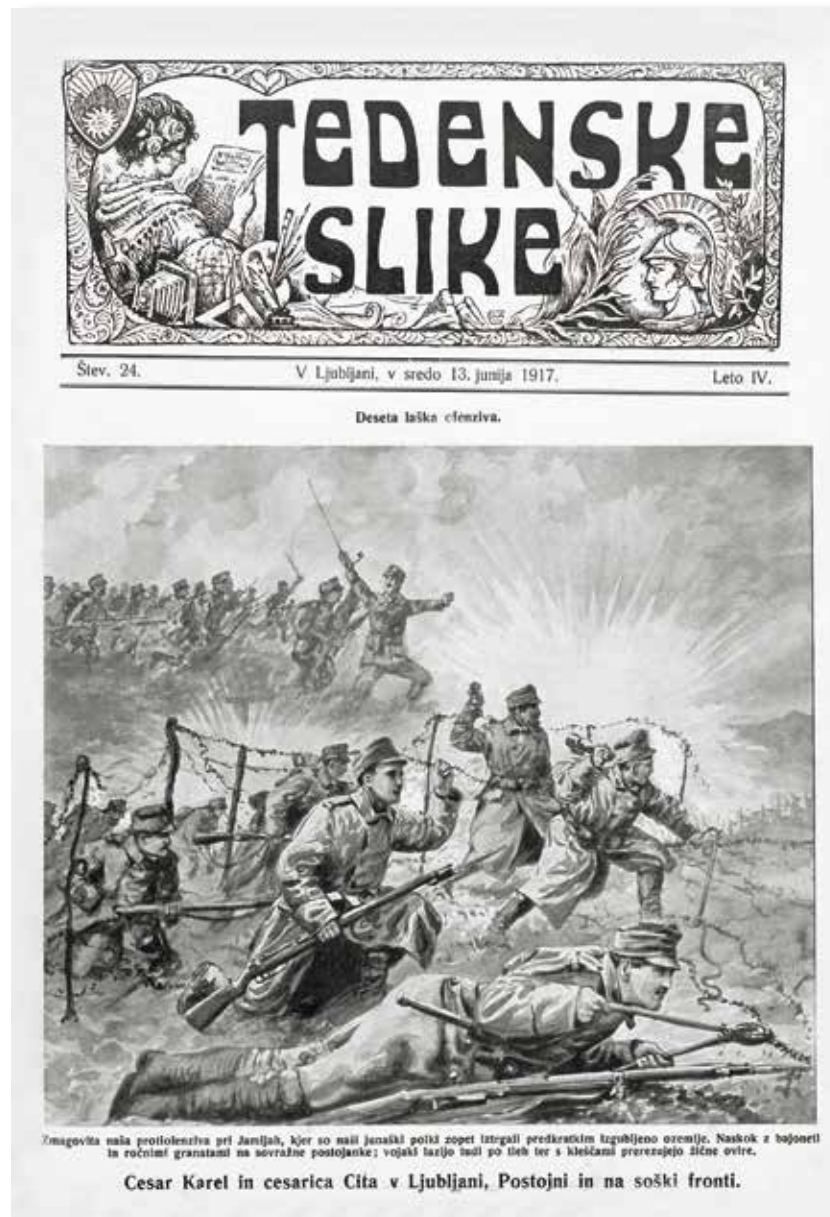 TEDENSKE
SLIKE
Štev. 24.
V Ljubljani, v sredo 13. junija 1917.
Leto IV.
Deseta laška ofenziva.
Zmagovita naša protiofenziva pri Jamijah, kjer so naši junaški polki zopet iztrgali predkratkim izgubljeno ozemlje. Naskok z bajoneti
in ročnimi granatami na sovražne postojanke; vojaki lazijo tudi po tleh ter s kleščami prerezujejo žične ovire.
Cesar Karel in cesarica Cita v Ljubljani, Postojni in na soški fronti.